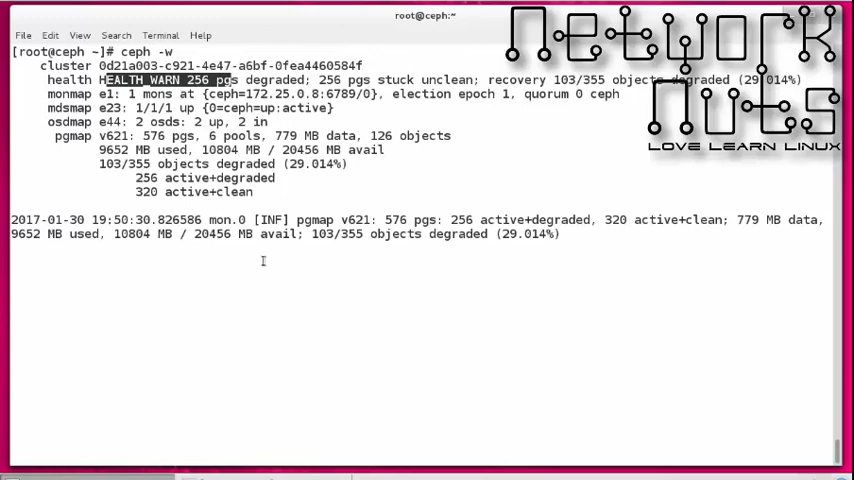 root@ceph:~
File Edit View Search Terminal Help
[root@ceph ~]# ceph -w
cluster 0d21a003-c921-4e47-a6bf-0fea4460584f
health HEALTH_WARN 256 pgs degraded; 256 pgs stuck unclean; recovery 103/355 objects degraded (29.014%)
monmap e1: 1 mons at {ceph=172.25.0.8:6789/0}, election epoch 1, quorum 0 ceph
mdsmap e23: 1/1/1 up {0=ceph=up:active}
osdmap e44: 2 osds: 2 up, 2 in
pgmap v621: 576 pgs, 6 pools, 779 MB data, 126 objects
9652 MB used, 10804 MB / 20456 MB avail
103/355 objects degraded (29.014%)
256 active+degraded
320 active+clean
2017-01-30 19:50:30.826586 mon.0 [INF] pgmap v621: 576 pgs: 256 active+degraded, 320 active+clean; 779 MB data,
9652 MB used, 10804 MB / 20456 MB avail; 103/355 objects degraded (29.014%)
network
nuts
LOVE LEARN LINUX